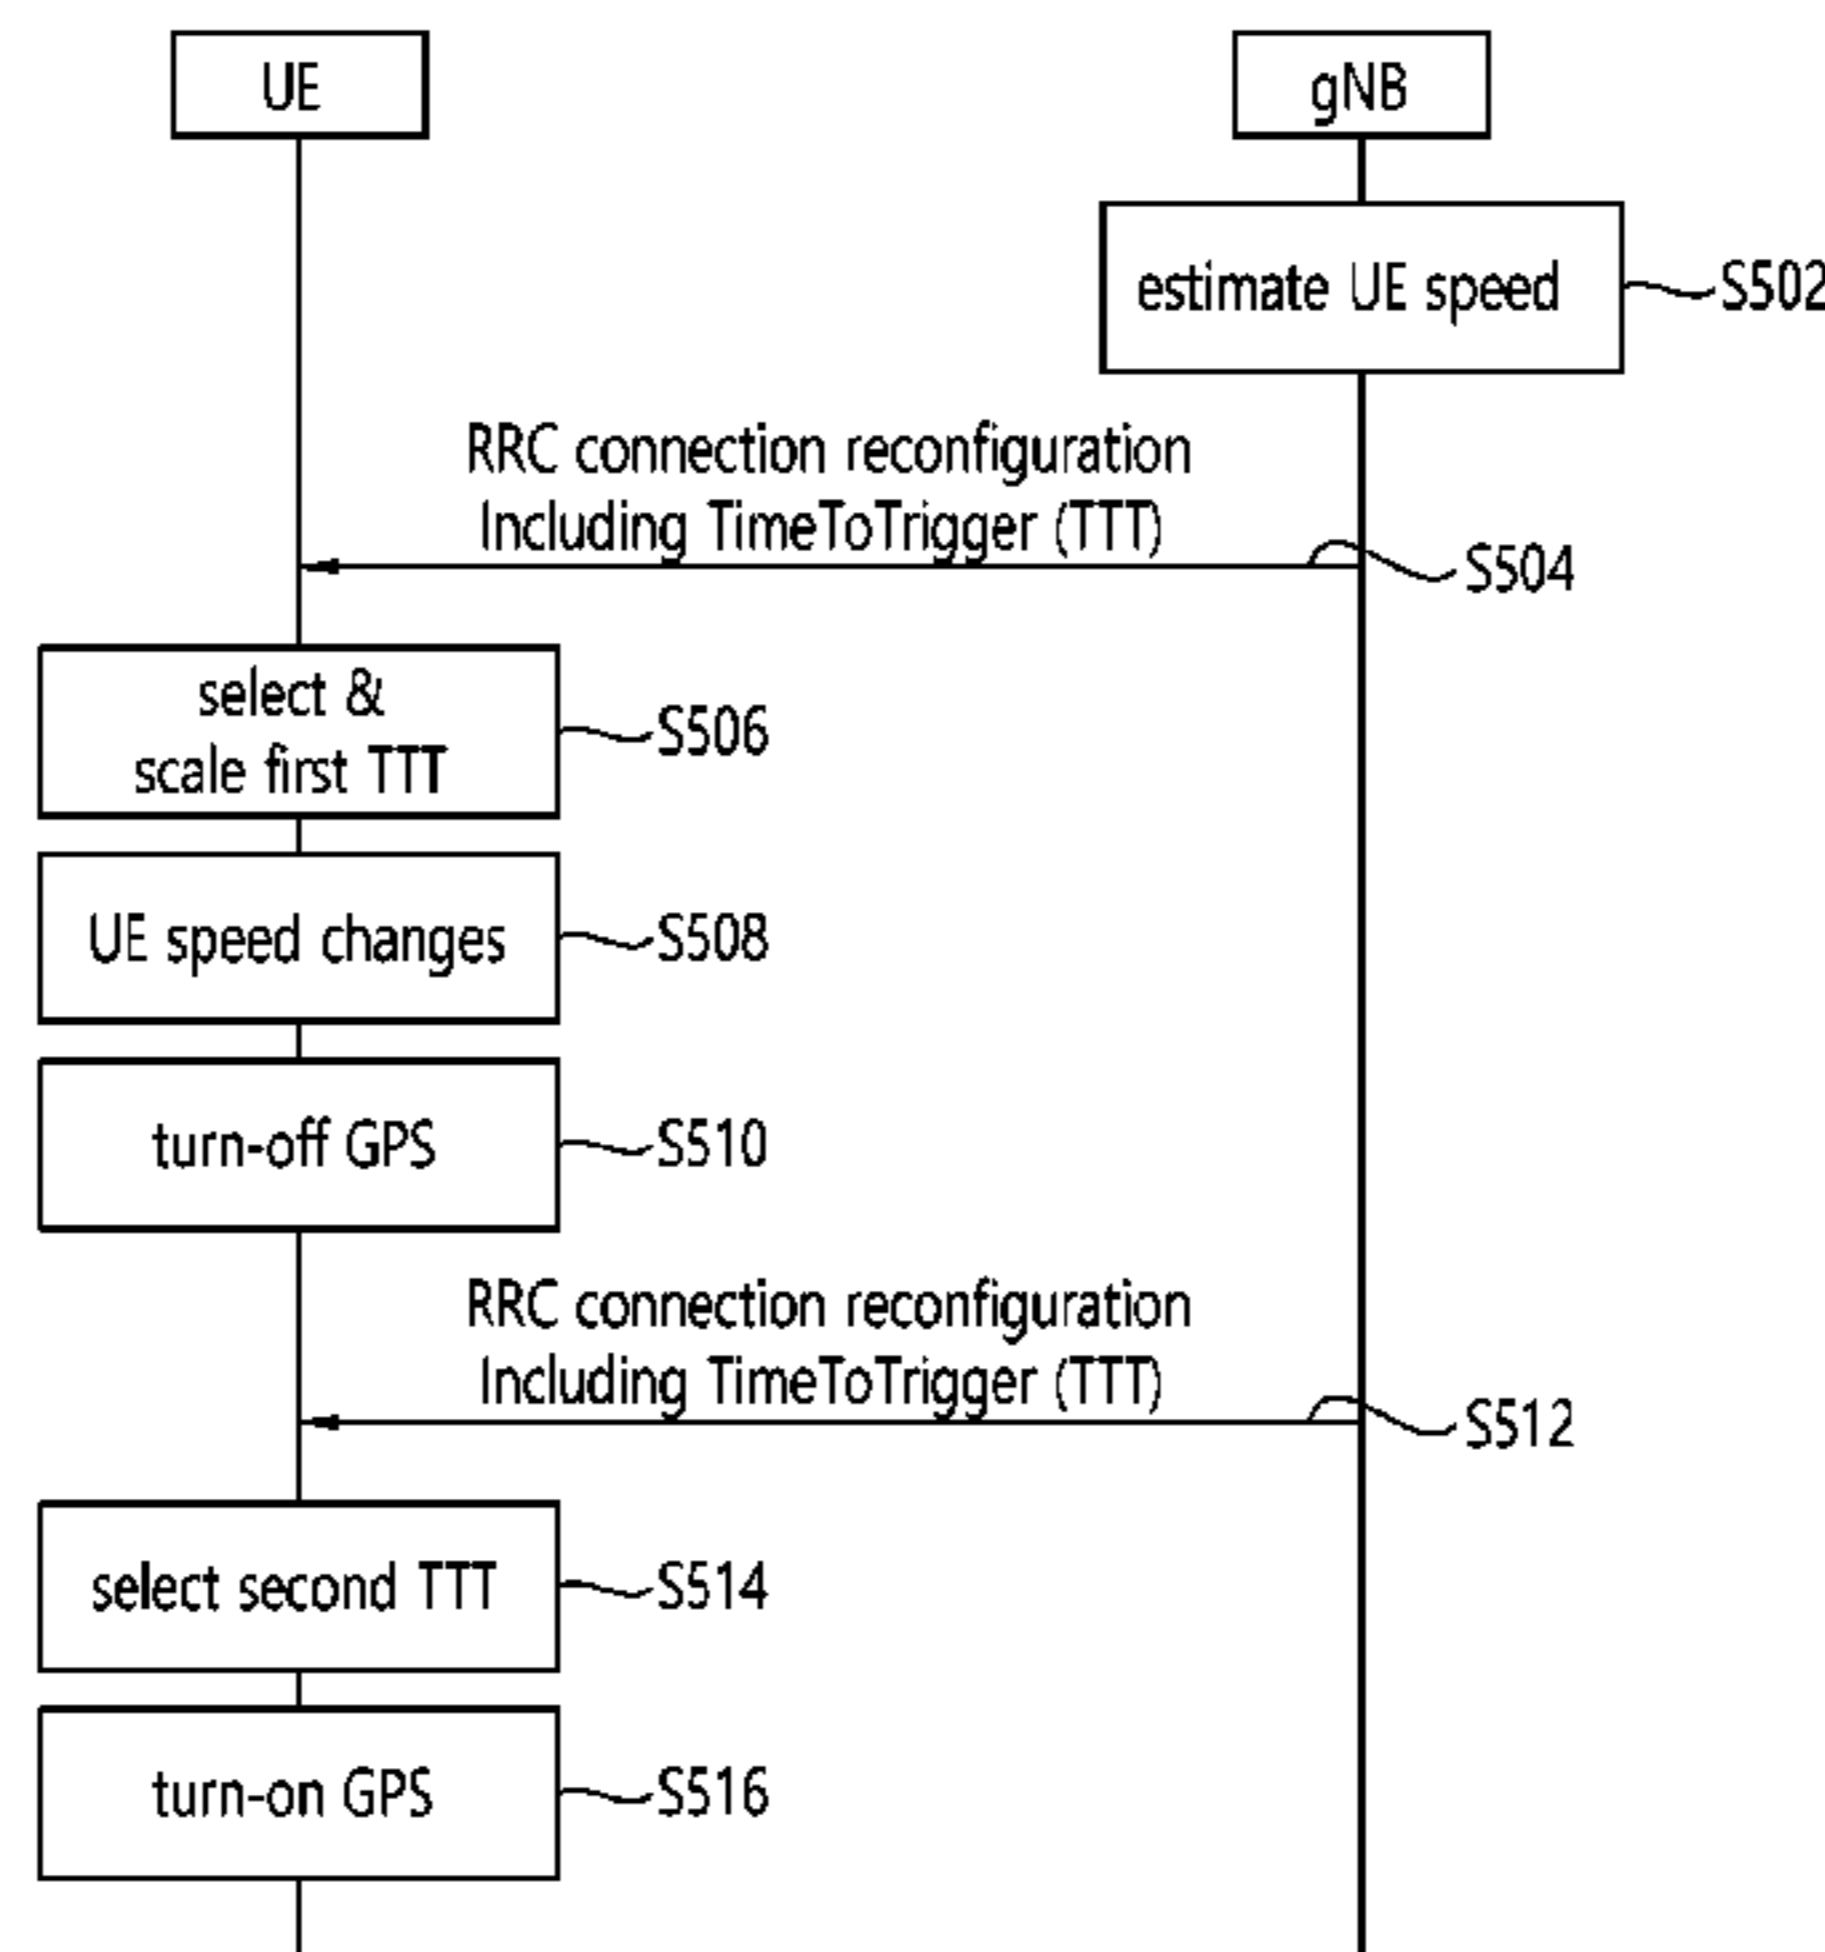 UE
gNB
estimate UE speed
S502
RRC connection reconfiguration
Including TimeToTrigger (TTT)
S504
select &
scale first TTT
S506
UE speed changes
S508
turn-off GPS
S510
RRC connection reconfiguration
Including TimeToTrigger (TTT)
S512
select second TTT
S514
turn-on GPS
S516